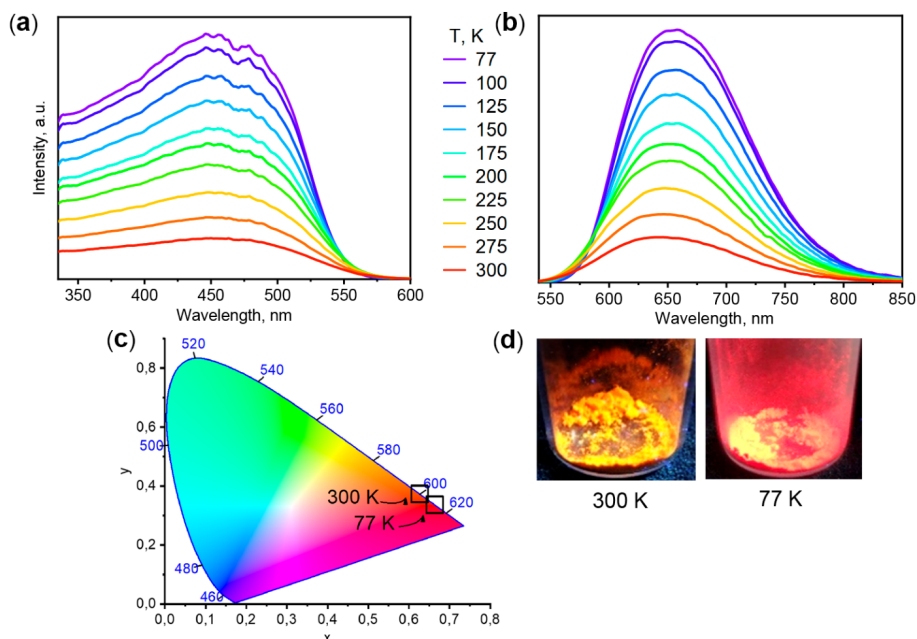 (a)
Intensity, a.u.
350 400 450 500 550 600
Wavelength, nm
T, K
77
100
125
150
175
200
225
250
275
300
(b)
550 600 650 700 750 800 850
Wavelength, nm
(c)
y
0,8
0,6
0,4
0,2
0,0
0,0 0,1 0,2 0,3 0,4 0,5 0,6 0,7 0,8
x
520
540
560
580
600
620
500
480
460
300 K
77 K
(d)
300 K
77 K